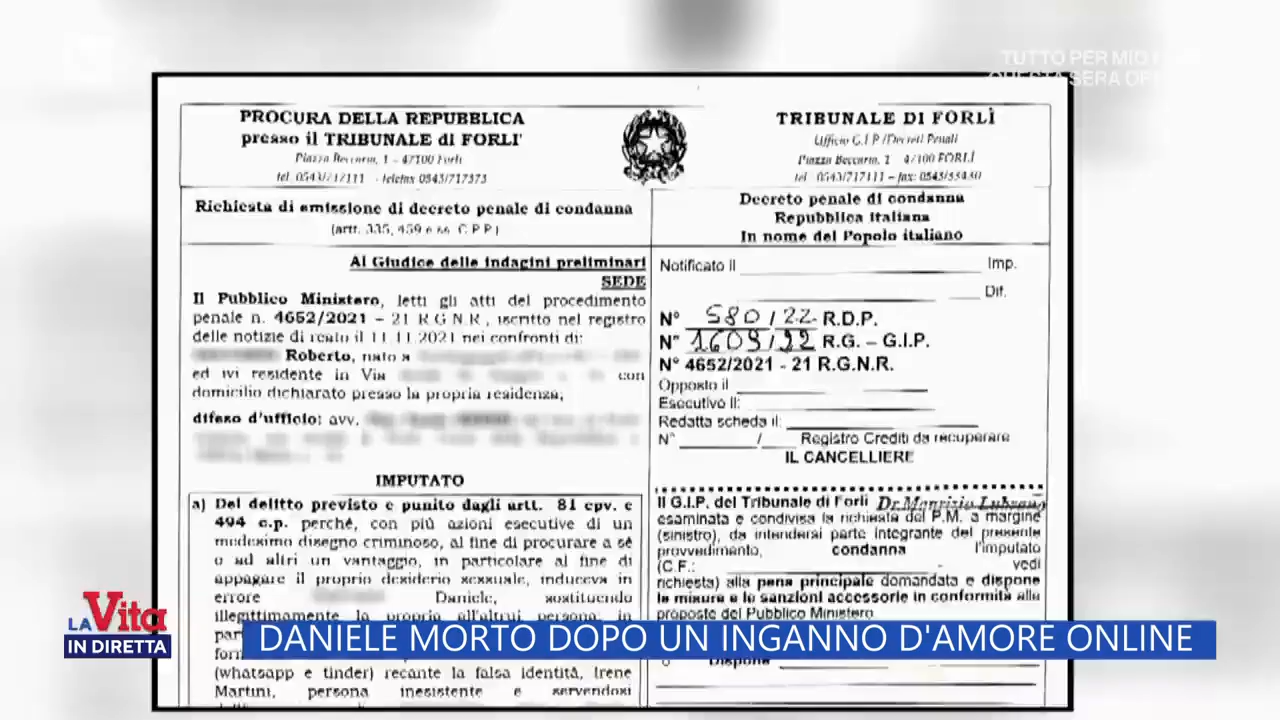 TUTTO PER MIO
QUESTA SERA
PROCURA DELLA REPUBBLICA
presso il TRIBUNALE di FORLI'
Piazza Beccaria, 1 – 47100 Forlì
tel. 0543/717111 - telefax 0543/717373
Richiesta di emissione di decreto penale di condanna
(artt. 335, 459 e ss. C.P.P.)
Al Giudice delle indagini preliminari
SEDE
Il Pubblico Ministero, letti gli atti del procedimento
penale n. 4652/2021 – 21 R.G.N.R., iscritto nel registro
delle notizie di reato il 11.11.2021 nei confronti di:
Roberto, nato a
ed ivi residente in Via con
domicilio dichiarato presso la propria residenza;
difeso d'ufficio: avv.
IMPUTATO
a) Del delitto previsto e punito dagli artt. 81 cpv. e
494 c.p. perché, con più azioni esecutive di un
medesimo disegno criminoso, al fine di procurare a sé
o ad altri un vantaggio, in particolare al fine di
appagare il proprio desiderio sessuale, induceva in
errore Daniele, sostituendo
illegittimamente la propria all'altrui persona; in
(whatsapp e tinder) recante la falsa identità, Irene
Martini, persona inesistente e servendosi
TRIBUNALE DI FORLÌ
Ufficio G.I.P./Decreti Penali
Piazza Beccaria, 1 47100 FORLÌ
tel. 0543/717111 – fax: 0543/33430
Decreto penale di condanna
Repubblica Italiana
In nome del Popolo italiano
Notificato il Imp.
Dif.
N° 580/22 R.D.P.
N° 1609/22 R.G. – G.I.P.
N° 4652/2021 - 21 R.G.N.R.
Opposto il
Esecutivo Il:
Redatta scheda il:
N° / Registro Crediti da recuperare
IL CANCELLIERE
Il G.I.P. del Tribunale di Forlì Dr. Maurizio Lubrano
esaminata e condivisa la richiesta del P.M. a margine
(sinistro), da intendersi parte integrante del presente
provvedimento, condanna l'imputato
(C.F.: vedi
richiesta) alla pena principale domandata e dispone
le misure e le sanzioni accessorie in conformità alle
proposte del Pubblico Ministero
Dispone
LA Vita
IN DIRETTA
DANIELE MORTO DOPO UN INGANNO D'AMORE ONLINE